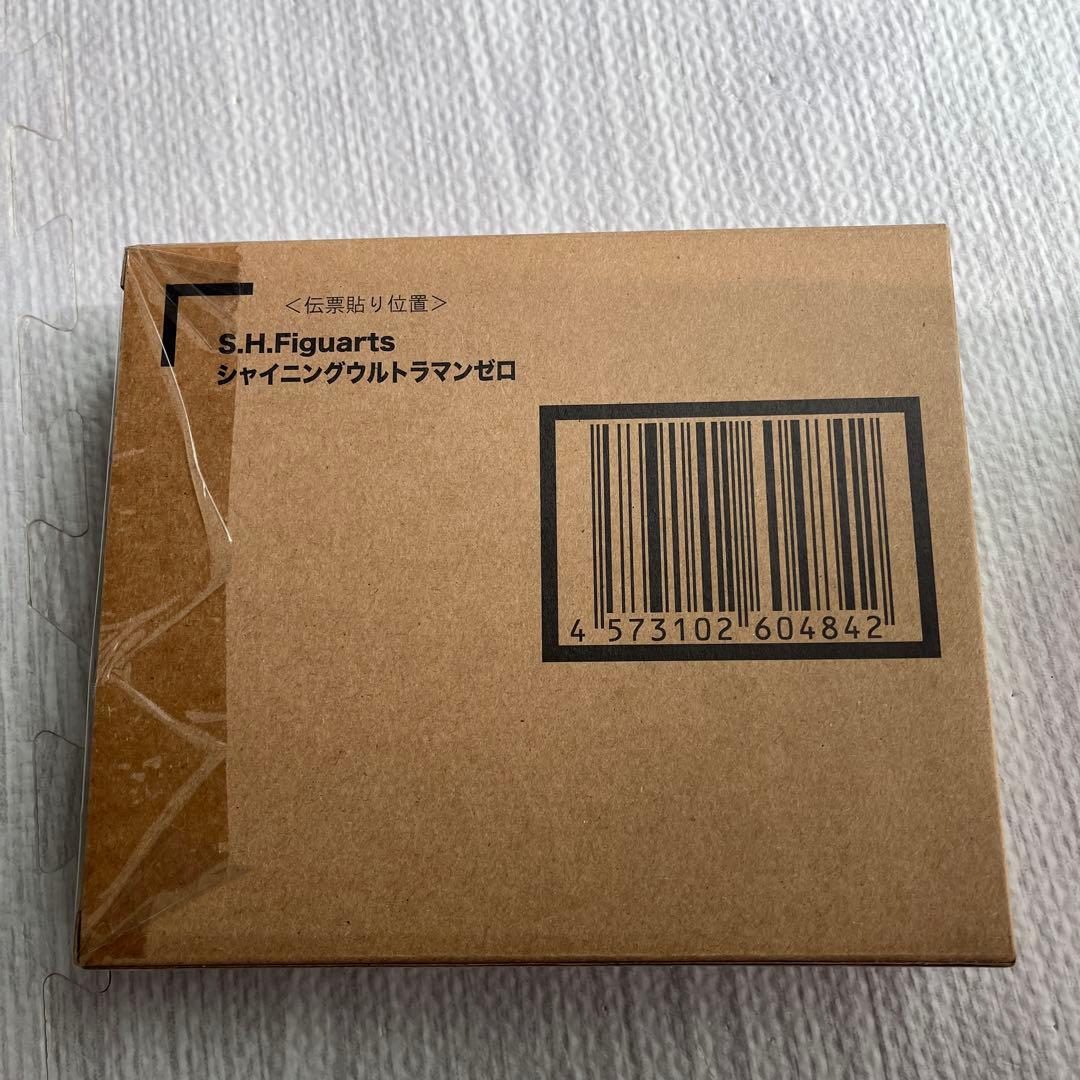 ＜伝票貼り位置＞
S.H.Figuarts
シャイニングウルトラマンゼロ
4 573102 604842